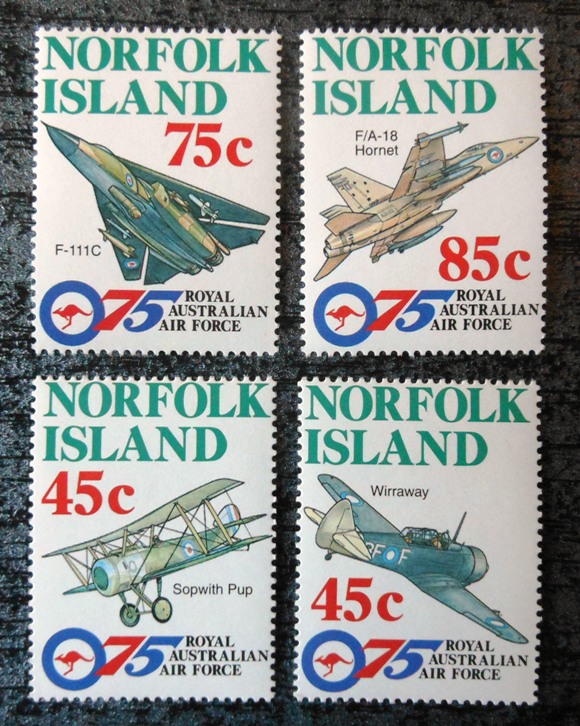 NORFOLK
ISLAND
75c
F-111C
75 ROYAL
AUSTRALIAN
AIR FORCE
NORFOLK
ISLAND
F/A-18
Hornet
85c
75 ROYAL
AUSTRALIAN
AIR FORCE
NORFOLK
ISLAND
45c
Sopwith Pup
75 ROYAL
AUSTRALIAN
AIR FORCE
NORFOLK
ISLAND
Wirraway
F F
45c
75 ROYAL
AUSTRALIAN
AIR FORCE